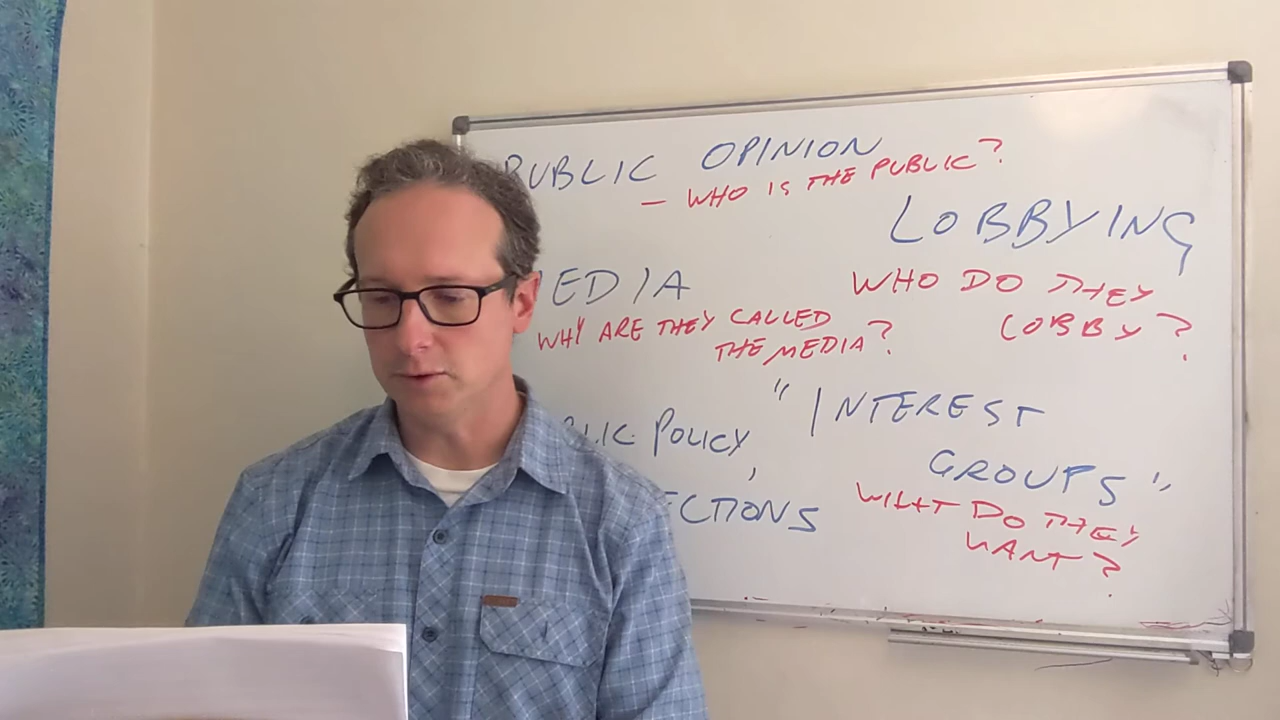 PUBLIC OPINION
— WHO IS THE PUBLIC?
LOBBYING
WHO DO THEY
LOBBY?
EDIA
WHY ARE THEY CALLED
THE MEDIA?
"INTEREST
GROUPS"
WHAT DO THEY
WANT?
BLIC POLICY,
ECTIONS